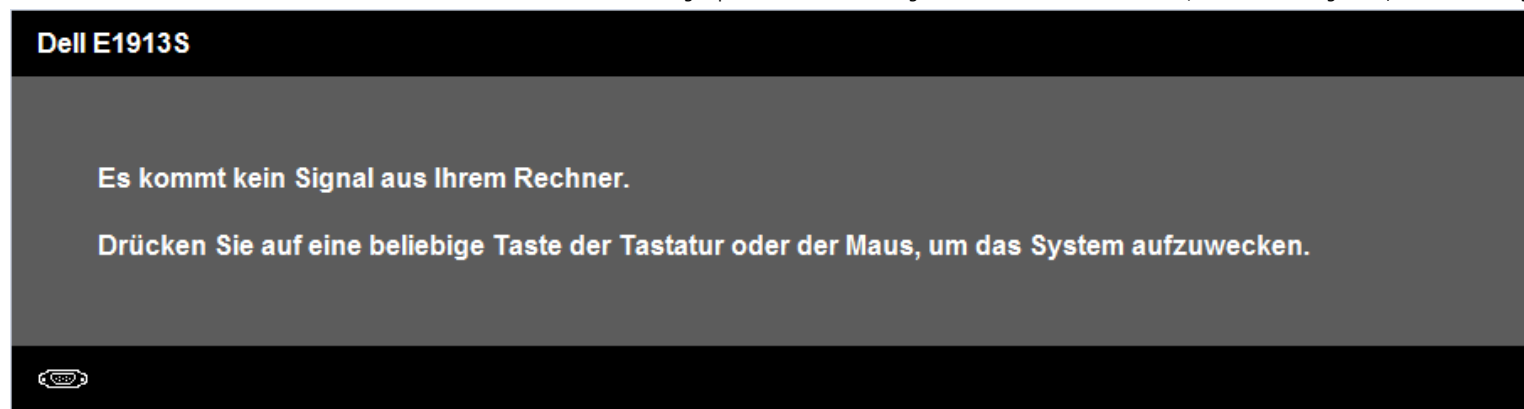 Dell E1913S
Es kommt kein Signal aus Ihrem Rechner.
Drücken Sie auf eine beliebige Taste der Tastatur oder der Maus, um das System aufzuwecken.